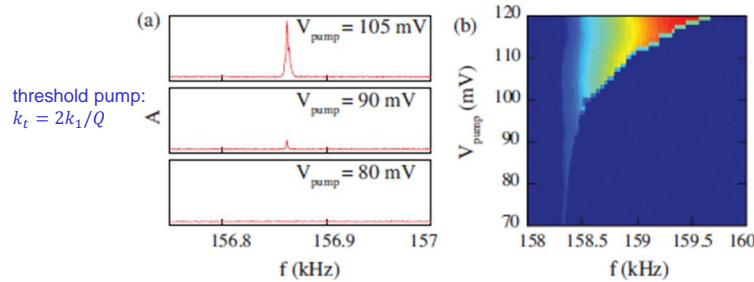 threshold pump:
k_t = 2k_1/Q
(a)
V_pump = 105 mV
V_pump = 90 mV
V_pump = 80 mV
A
156.8 156.9 157
f (kHz)
(b)
V_pump (mV)
120
110
100
90
80
70
158 158.5 159 159.5 160
f (kHz)